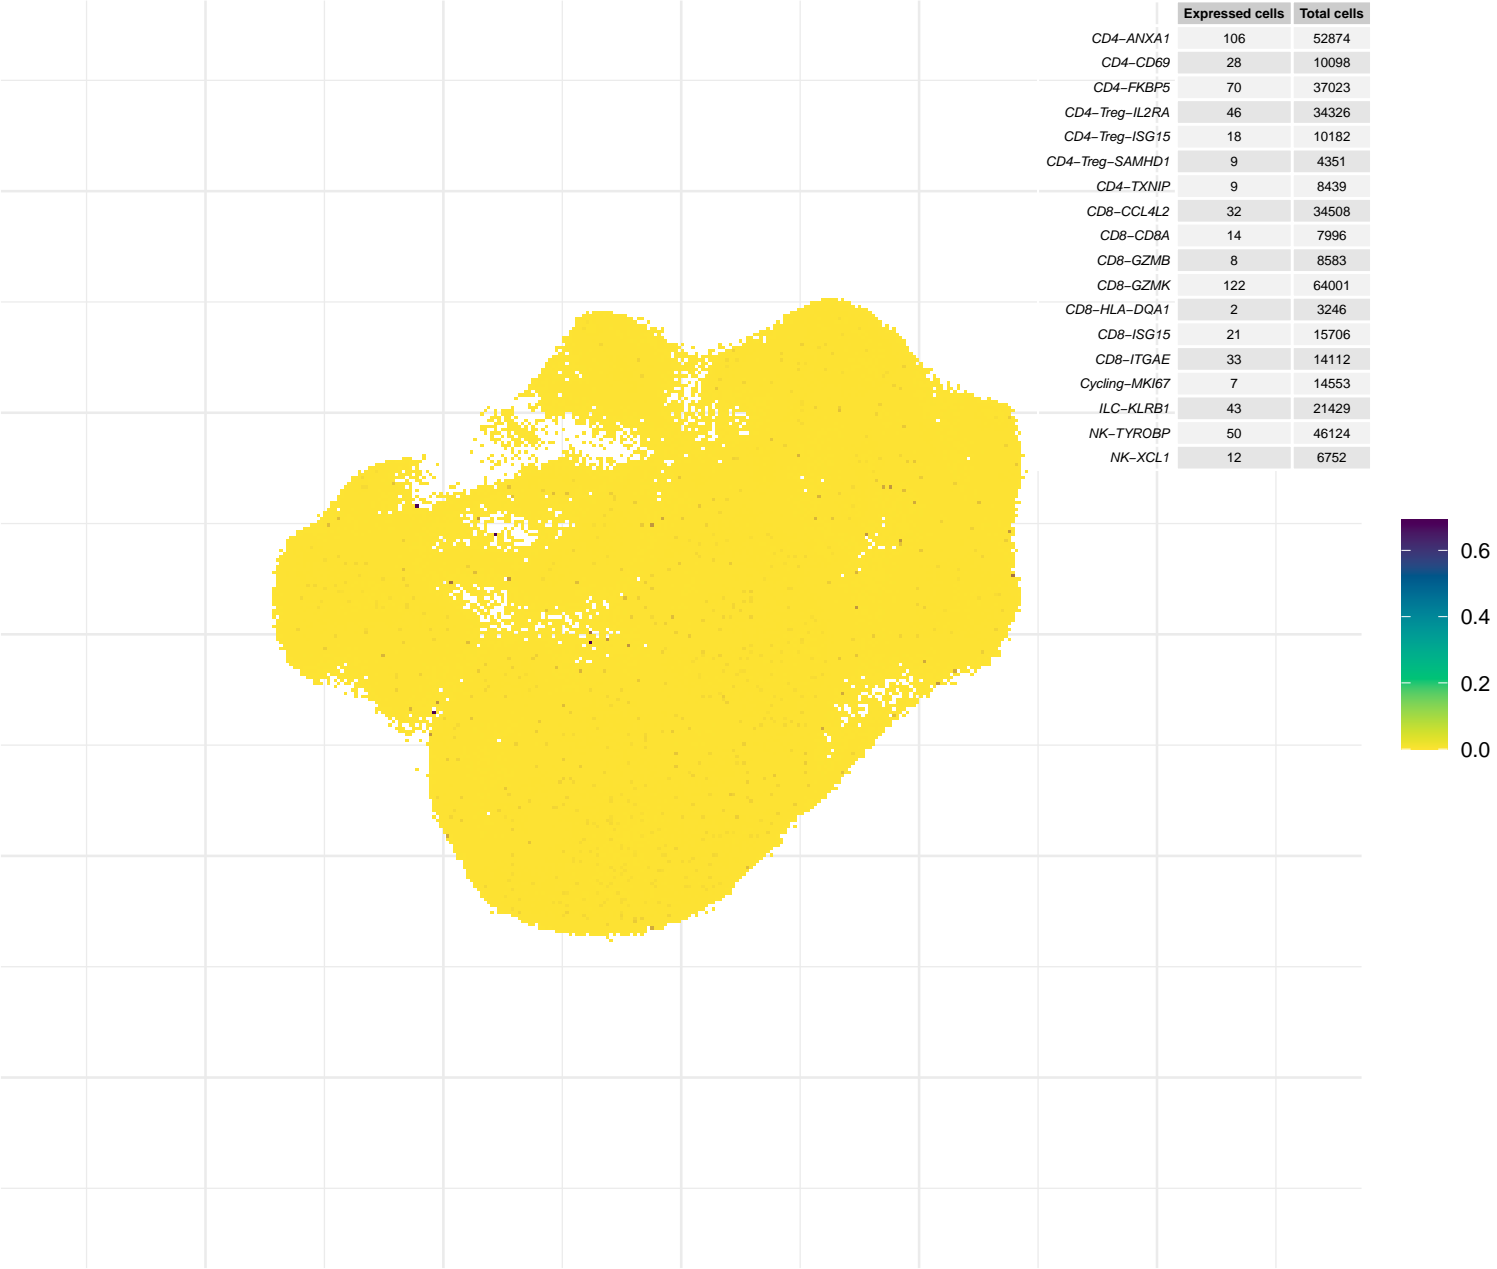 Expressed cells Total cells
CD4−ANXA1 106 52874
CD4−CD69 28 10098
CD4−FKBP5 70 37023
CD4−Treg−IL2RA 46 34326
CD4−Treg−ISG15 18 10182
CD4−Treg−SAMHD1 9 4351
CD4−TXNIP 9 8439
CD8−CCL4L2 32 34508
CD8−CD8A 14 7996
CD8−GZMB 8 8583
CD8−GZMK 122 64001
CD8−HLA−DQA1 2 3246
CD8−ISG15 21 15706
CD8−ITGAE 33 14112
Cycling−MKI67 7 14553
ILC−KLRB1 43 21429
NK−TYROBP 50 46124
NK−XCL1 12 6752
0.6
0.4
0.2
0.0